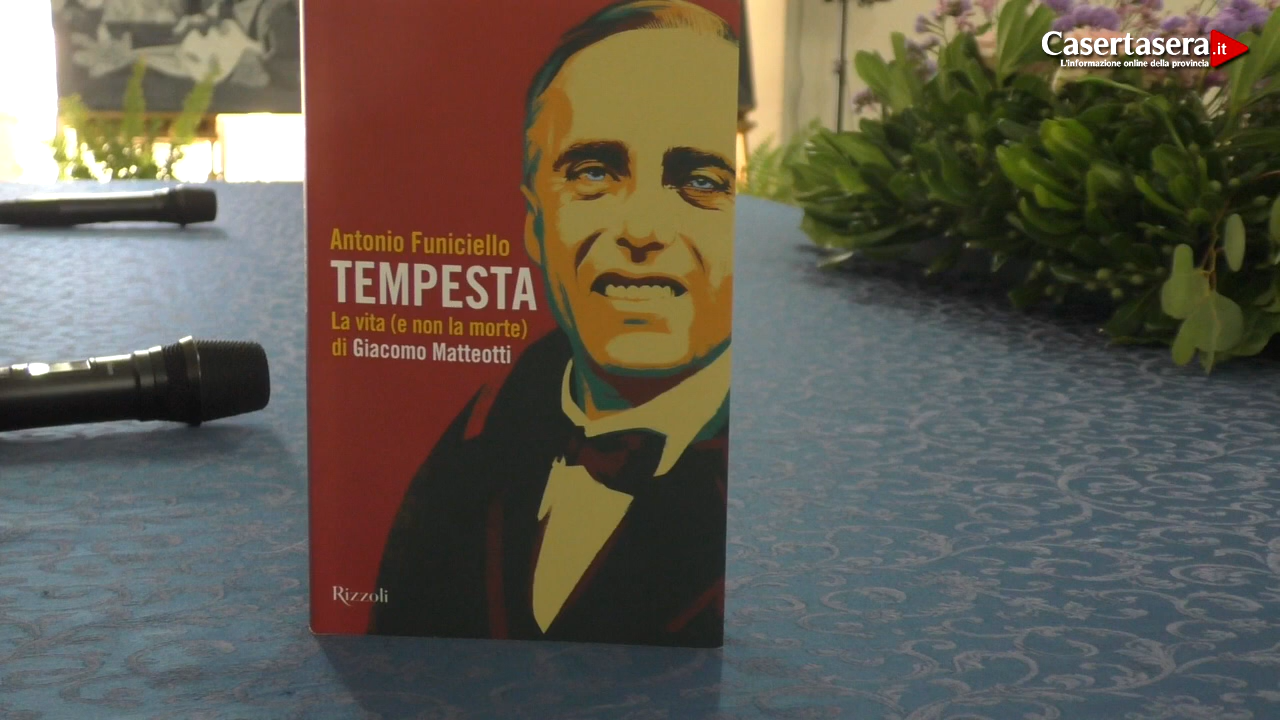 Casertasera.it
L'informazione online della provincia
Antonio Funiciello
TEMPESTA
La vita (e non la morte)
di Giacomo Matteotti
Rizzoli